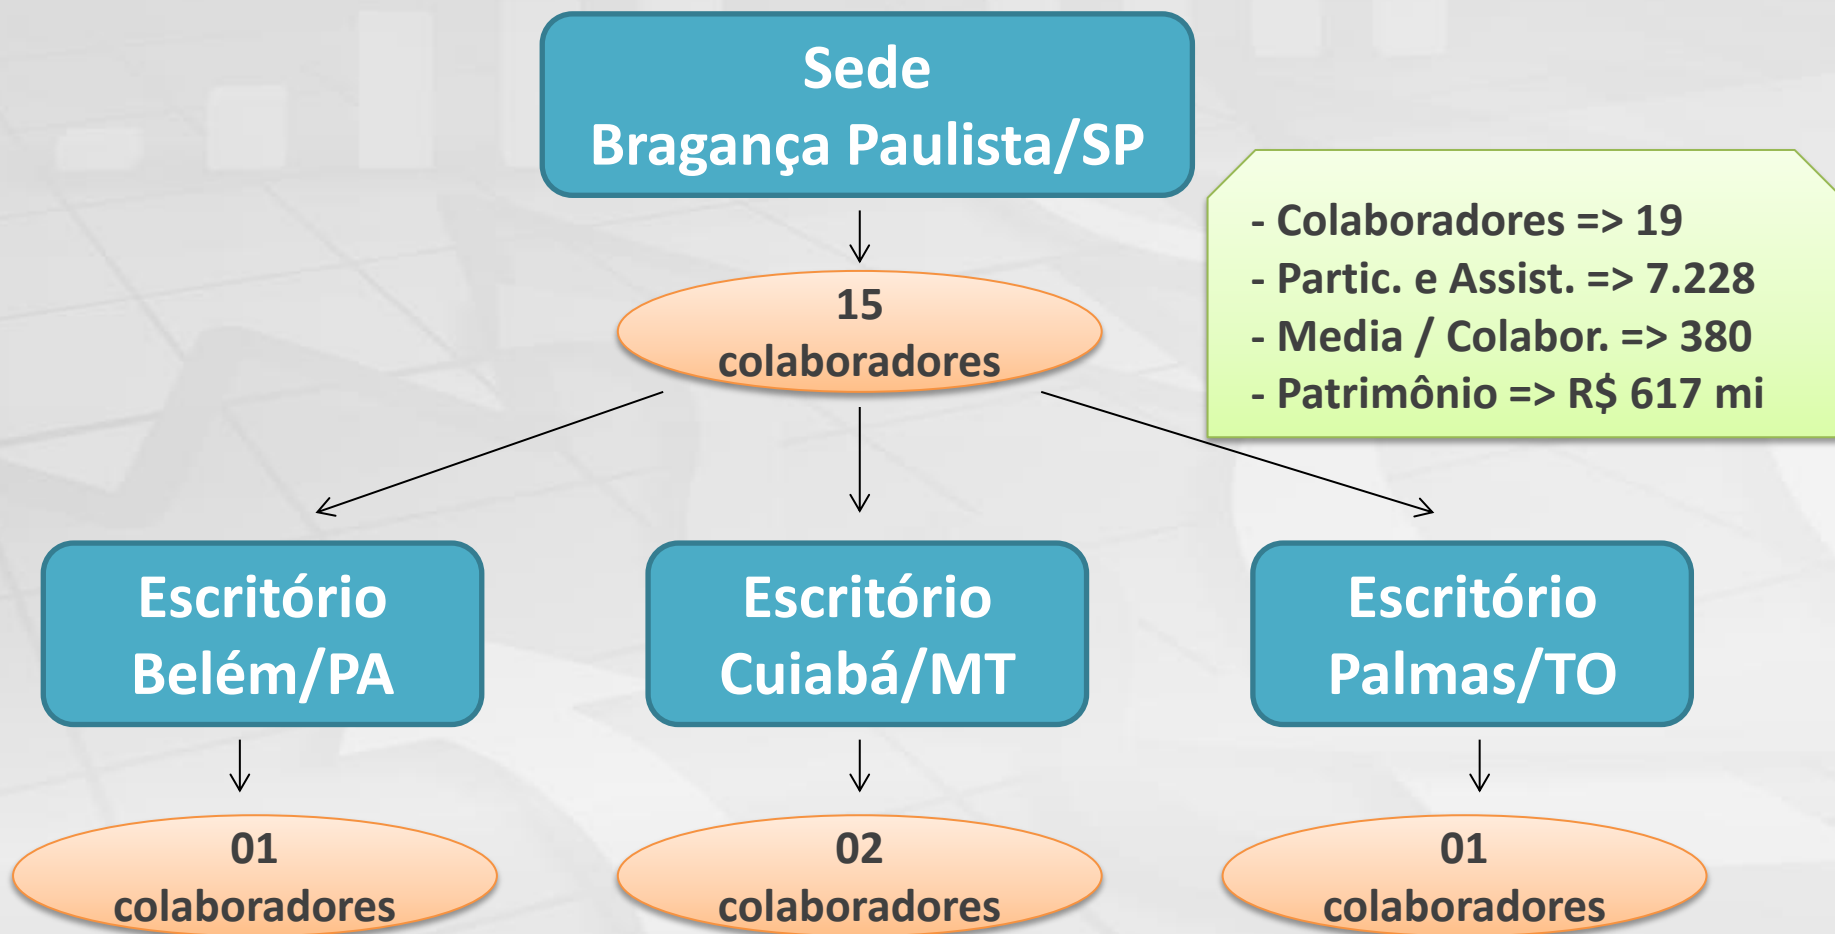 Sede
Bragança Paulista/SP
15
colaboradores
- Colaboradores => 19
- Partic. e Assist. => 7.228
- Media / Colabor. => 380
- Patrimônio => R$ 617 mi
Escritório
Belém/PA
Escritório
Cuiabá/MT
Escritório
Palmas/TO
01
colaboradores
02
colaboradores
01
colaboradores